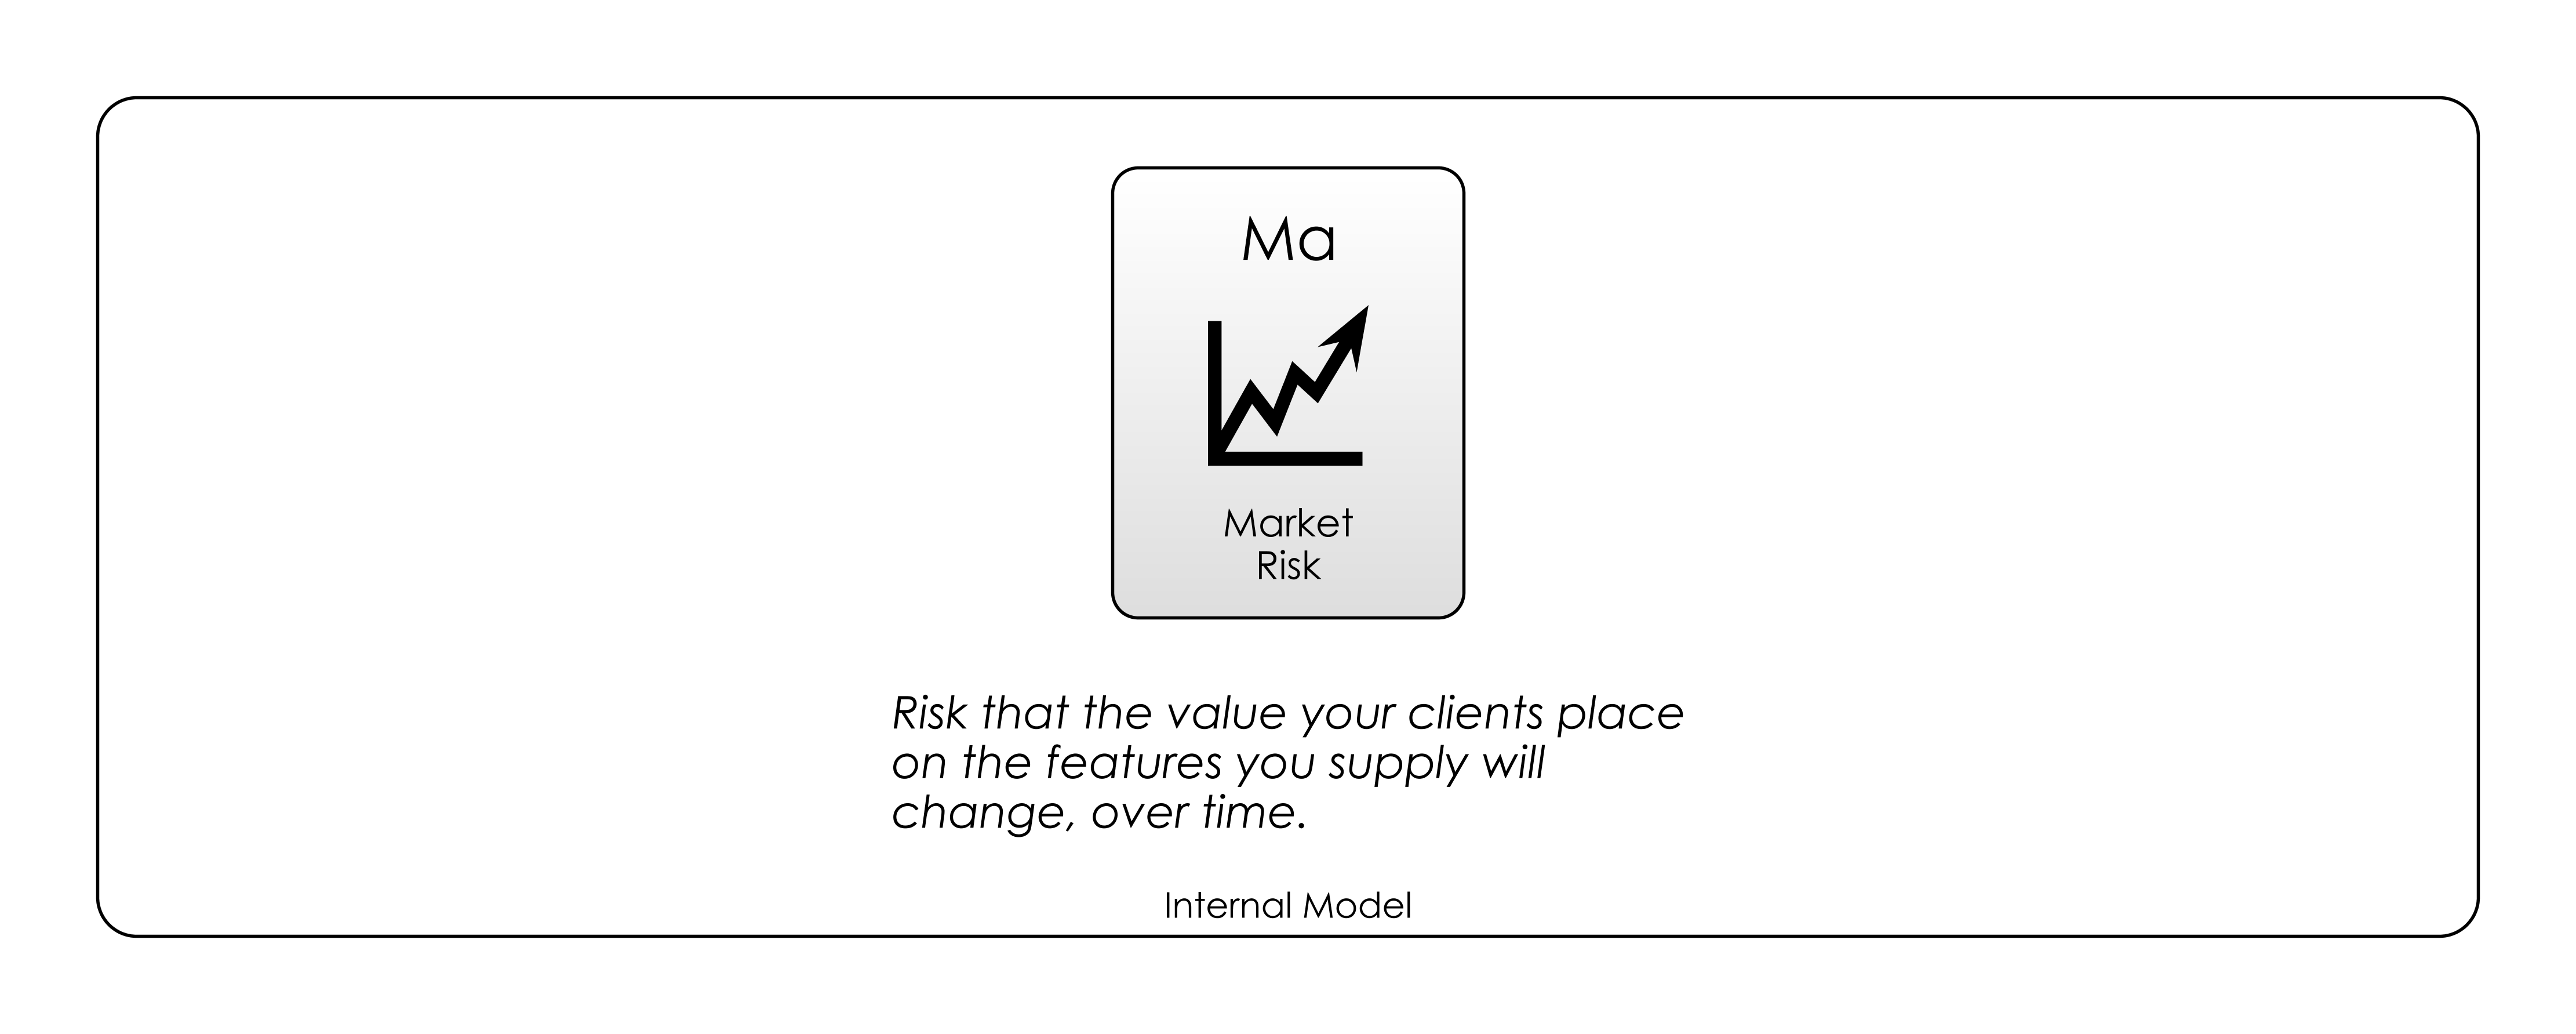 Ma
Market
Risk
Risk that the value your clients place
on the features you supply will
change, over time.
Internal Model